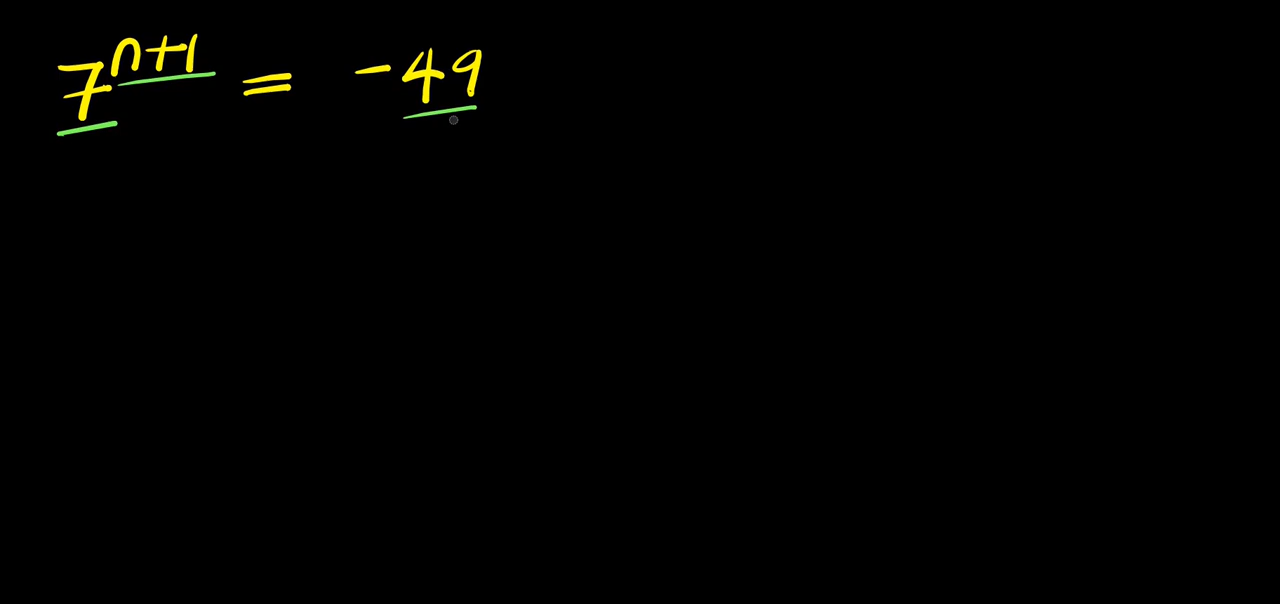 7^{n+1} = -49